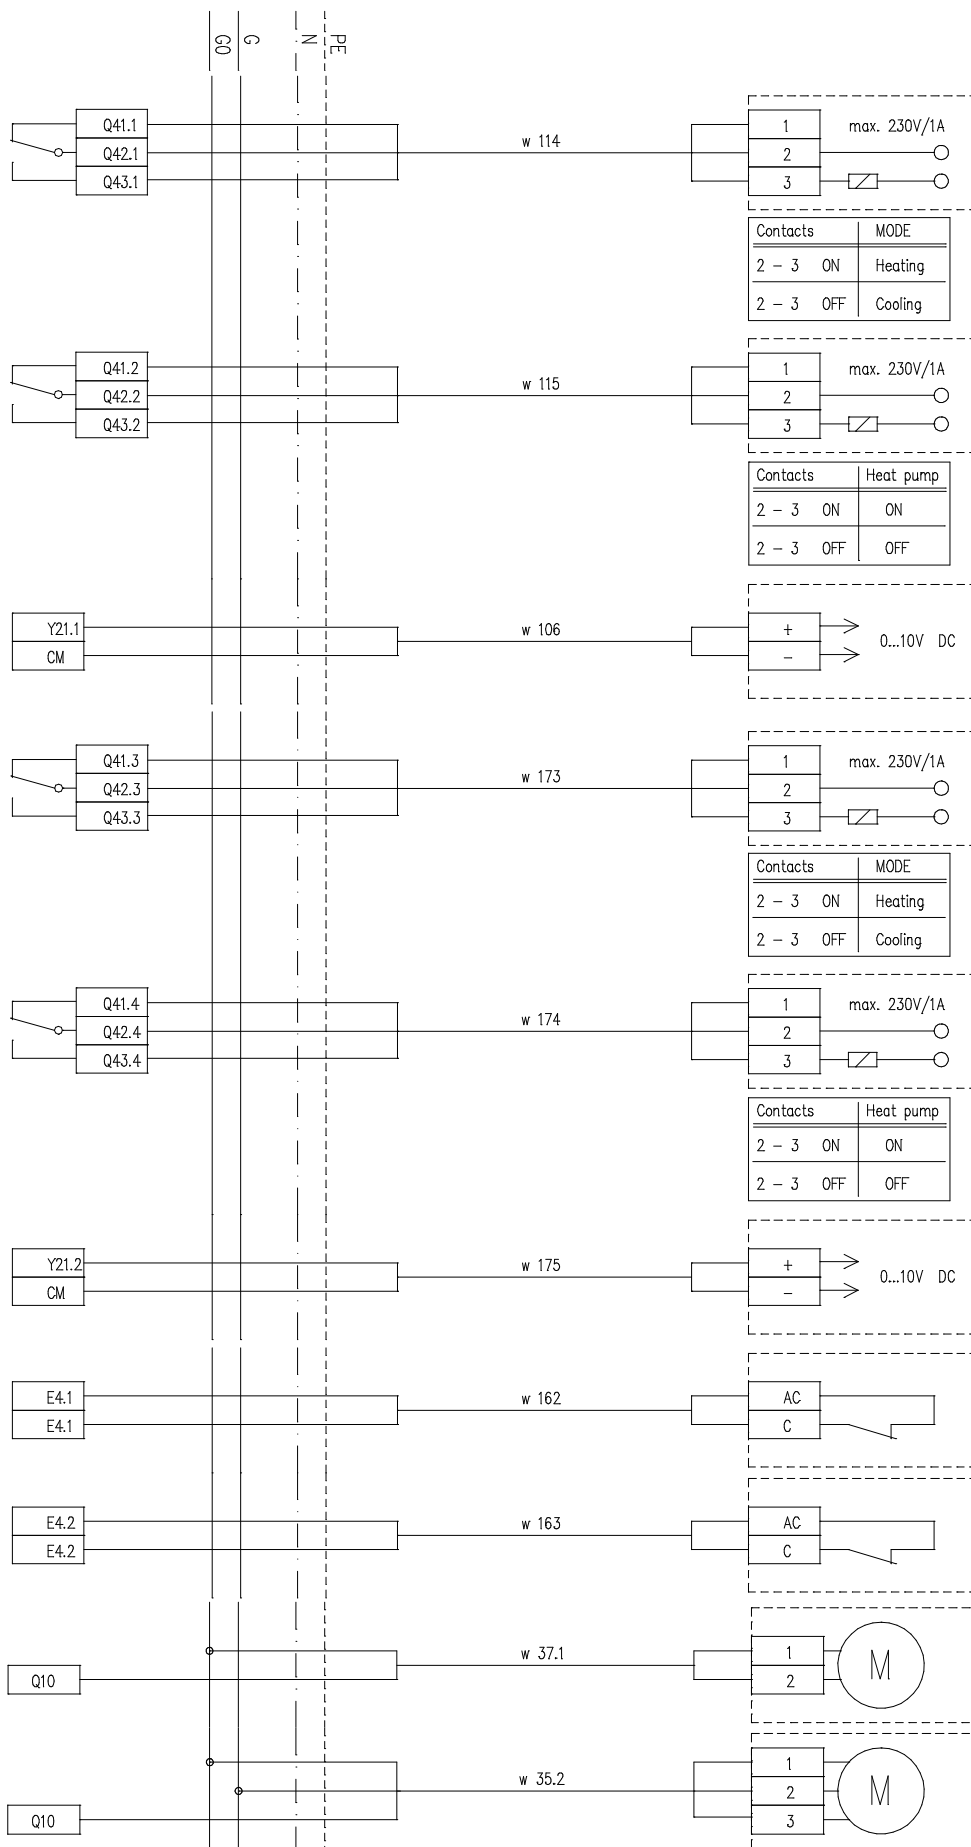 G0 G N PE
Q41.1 1 max. 230V/1A
w 114
Q42.1 2
Q43.1 3
Contacts MODE
2 - 3 ON Heating
2 - 3 OFF Cooling
Q41.2 1 max. 230V/1A
w 115
Q42.2 2
Q43.2 3
Contacts Heat pump
2 - 3 ON ON
2 - 3 OFF OFF
Y21.1 w 106 +
0...10V DC
CM -
Q41.3 1 max. 230V/1A
w 173
Q42.3 2
Q43.3 3
Contacts MODE
2 - 3 ON Heating
2 - 3 OFF Cooling
Q41.4 1 max. 230V/1A
w 174
Q42.4 2
Q43.4 3
Contacts Heat pump
2 - 3 ON ON
2 - 3 OFF OFF
Y21.2 w 175 +
0...10V DC
CM -
E4.1 w 162 AC
E4.1 C
E4.2 w 163 AC
E4.2 C
w 37.1 1
M
Q10 2
1
w 35.2 2 M
Q10 3